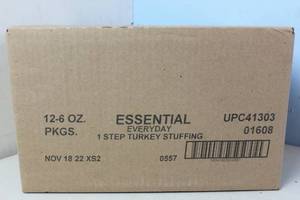 12-6 OZ. ESSENTIAL UPC41303
PKGS. EVERYDAY 01608
1 STEP TURKEY STUFFING
NOV 18 22 XS2 0557